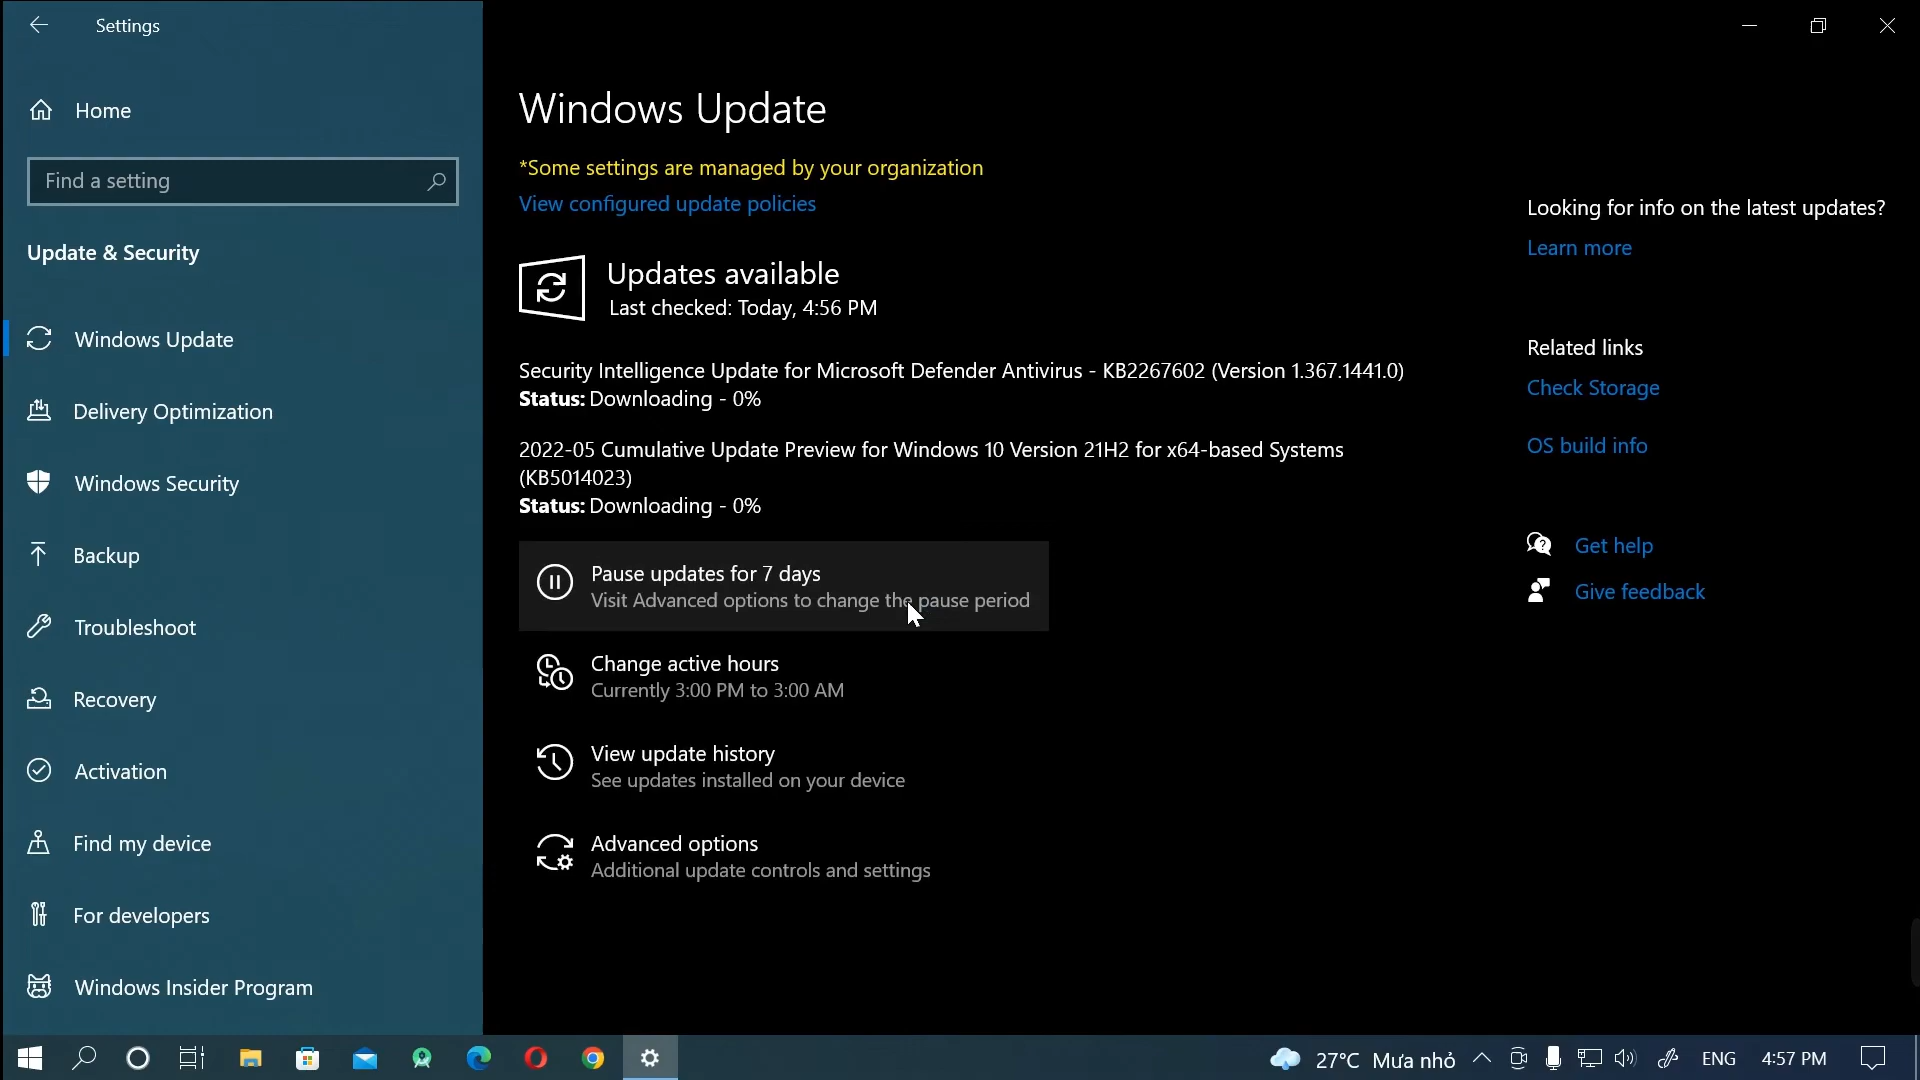 Settings
Home
Find a setting
Update & Security
Windows Update
Delivery Optimization
Windows Security
Backup
Troubleshoot
Recovery
Activation
Find my device
For developers
Windows Insider Program
Windows Update
*Some settings are managed by your organization
View configured update policies
Updates available
Last checked: Today, 4:56 PM
Security Intelligence Update for Microsoft Defender Antivirus - KB2267602 (Version 1.367.1441.0)
Status: Downloading - 0%
2022-05 Cumulative Update Preview for Windows 10 Version 21H2 for x64-based Systems
(KB5014023)
Status: Downloading - 0%
Pause updates for 7 days
Visit Advanced options to change the pause period
Change active hours
Currently 3:00 PM to 3:00 AM
View update history
See updates installed on your device
Advanced options
Additional update controls and settings
Looking for info on the latest updates?
Learn more
Related links
Check Storage
OS build info
Get help
Give feedback
27°C Mưa nhỏ ENG 4:57 PM